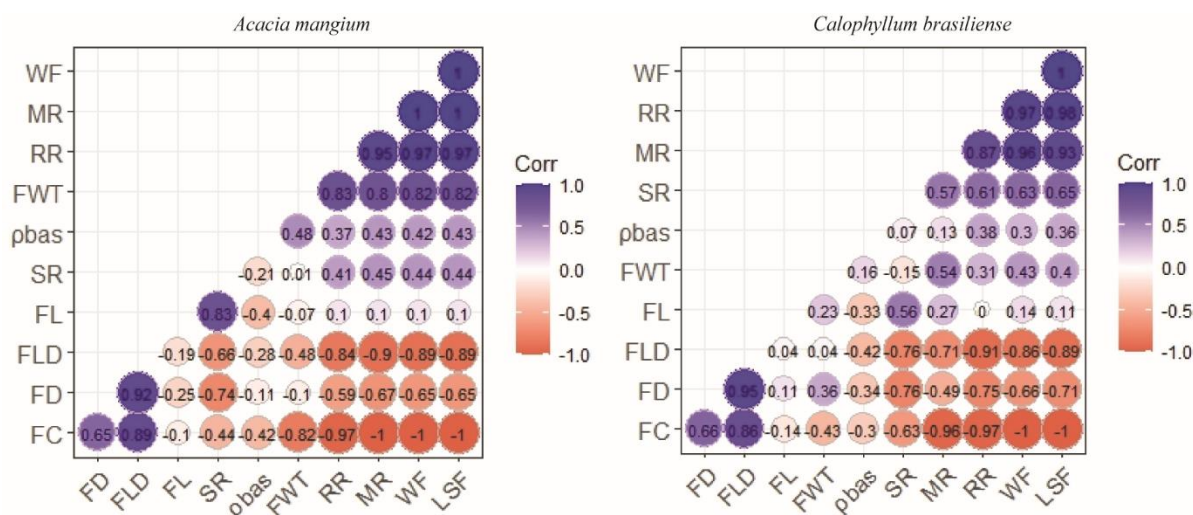 Acacia mangium
WF 1
MR 1 1
RR 0.95 0.97 0.97
FWT 0.83 0.8 0.82 0.82
ρbas 0.48 0.37 0.43 0.42 0.43
SR -0.21 0.01 0.41 0.45 0.44 0.44
FL 0.83 -0.4 -0.07 0.1 0.1 0.1 0.1
FLD -0.19 -0.66 -0.28 -0.48 -0.84 -0.9 -0.89 -0.89
FD 0.92 -0.25 -0.74 -0.11 -0.1 -0.59 -0.67 -0.65 -0.65
FC 0.65 0.89 -0.1 -0.44 -0.42 -0.82 -0.97 -1 -1 -1
FD FLD FL SR ρbas FWT RR MR WF LSF
Corr
1.0
0.5
0.0
-0.5
-1.0
Calophyllum brasiliense
WF 1
RR 0.97 0.98
MR 0.87 0.96 0.93
SR 0.57 0.61 0.63 0.65
ρbas 0.07 0.13 0.38 0.3 0.36
FWT 0.16 -0.15 0.54 0.31 0.43 0.4
FL 0.23 -0.33 0.56 0.27 0 0.14 0.11
FLD 0.04 0.04 -0.42 -0.76 -0.71 -0.91 -0.86 -0.89
FD 0.95 0.11 0.36 -0.34 -0.76 -0.49 -0.75 -0.66 -0.71
FC 0.66 0.86 -0.14 -0.43 -0.3 -0.63 -0.96 -0.97 -1 -1
FD FLD FL FWT ρbas SR MR RR WF LSF
Corr
1.0
0.5
0.0
-0.5
-1.0